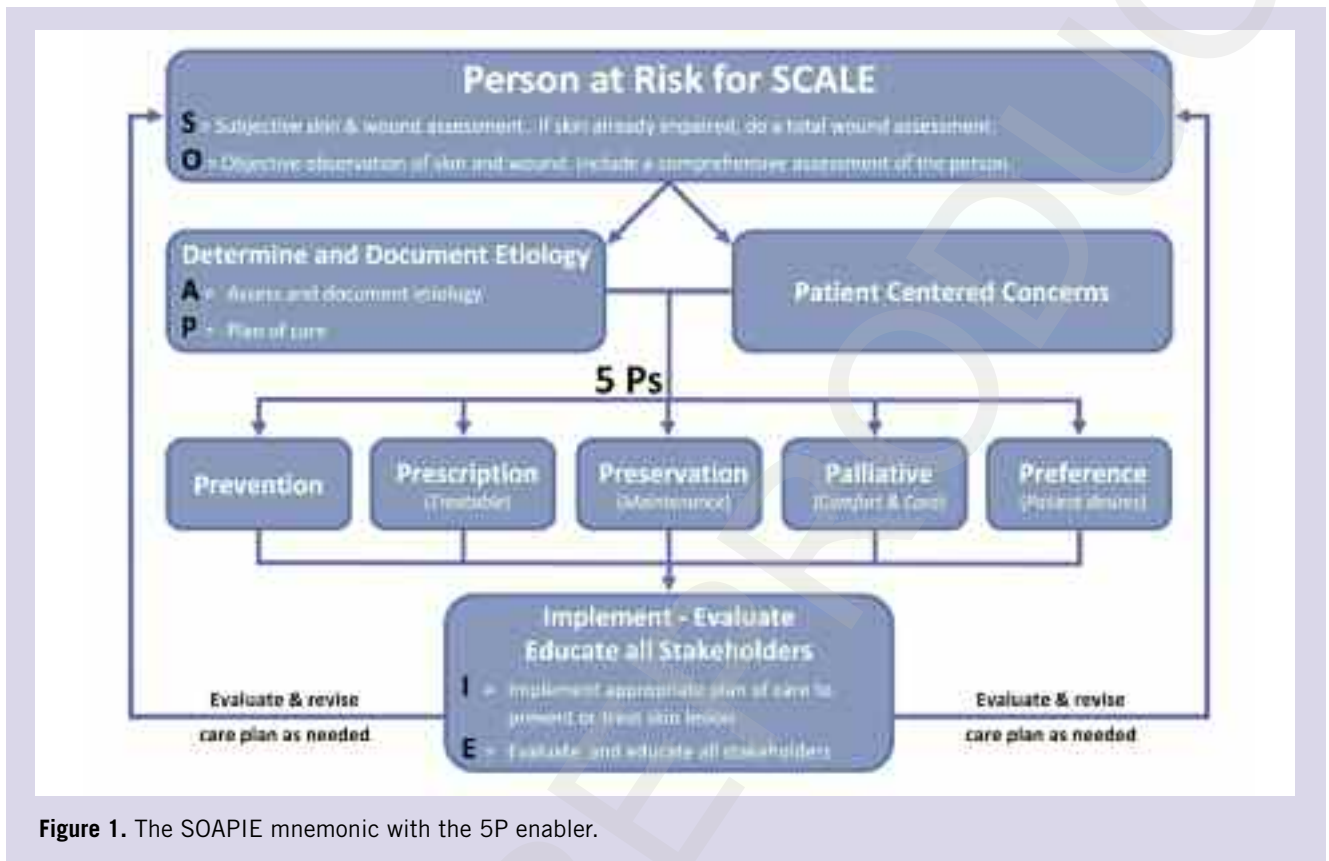 Person at Risk for SCALE
S = Subjective skin & wound assessment. If skin already impaired, do a total wound assessment.
O = Objective observation of skin and wound, include a comprehensive assessment of the person.
Determine and Document Etiology
A = Assess and document etiology
P = Plan of care
Patient Centered Concerns
5 Ps
Prevention
Prescription
(Treatable)
Preservation
(Maintenance)
Palliative
(Comfort & Care)
Preference
(Patient desires)
Implement - Evaluate
Educate all Stakeholders
I = Implement appropriate plan of care to
prevent or treat skin lesion
E = Evaluate and educate all stakeholders
Evaluate & revise
care plan as needed
Evaluate & revise
care plan as needed
Figure 1. The SOAPIE mnemonic with the 5P enabler.